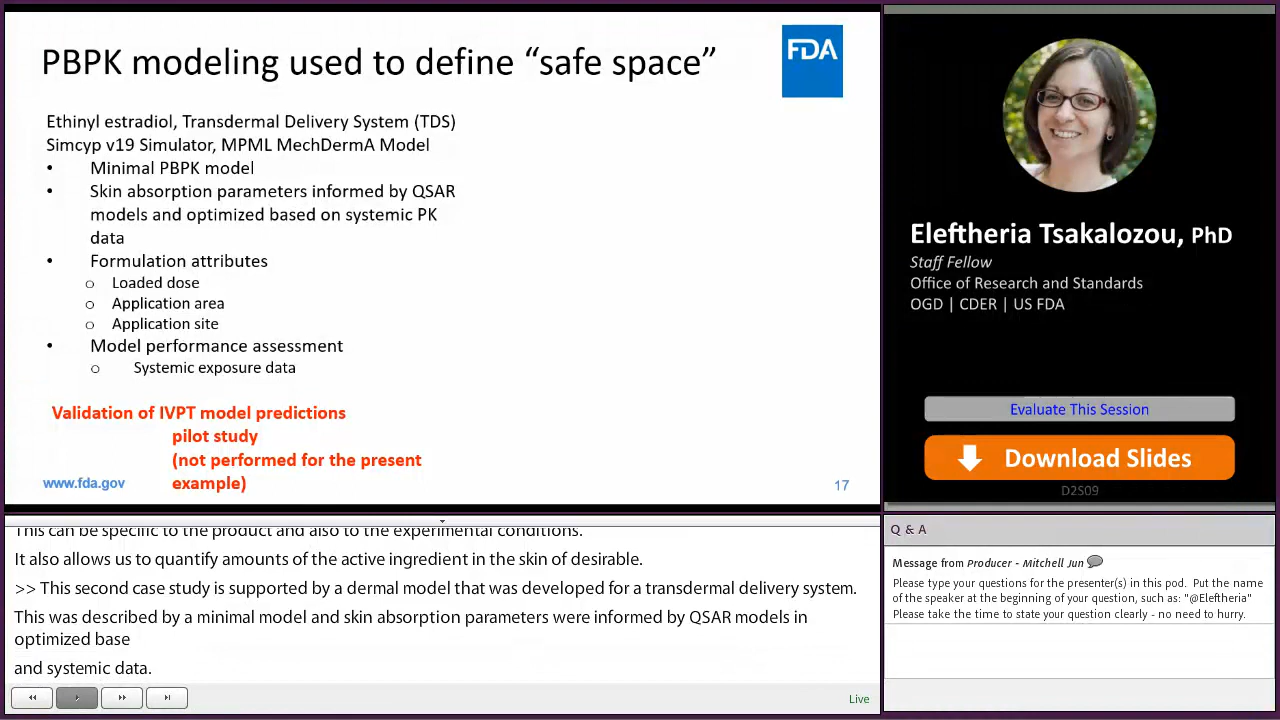 PBPK modeling used to define “safe space”
FDA
Ethinyl estradiol, Transdermal Delivery System (TDS)
Simcyp v19 Simulator, MPML MechDermA Model
• Minimal PBPK model
• Skin absorption parameters informed by QSAR
models and optimized based on systemic PK
data
• Formulation attributes
o Loaded dose
o Application area
o Application site
• Model performance assessment
o Systemic exposure data
Validation of IVPT model predictions
pilot study
(not performed for the present
example)
www.fda.gov
17
Eleftheria Tsakalozou, PhD
Staff Fellow
Office of Research and Standards
OGD | CDER | US FDA
Evaluate This Session
Download Slides
D2S09
This can be specific to the product and also to the experimental conditions.
It also allows us to quantify amounts of the active ingredient in the skin of desirable.
>> This second case study is supported by a dermal model that was developed for a transdermal delivery system.
This was described by a minimal model and skin absorption parameters were informed by QSAR models in
optimized base
and systemic data.
Live
Q & A
Message from Producer - Mitchell Jun
Please type your questions for the presenter(s) in this pod. Put the name
of the speaker at the beginning of your question, such as: "@Eleftheria"
Please take the time to state your question clearly - no need to hurry.